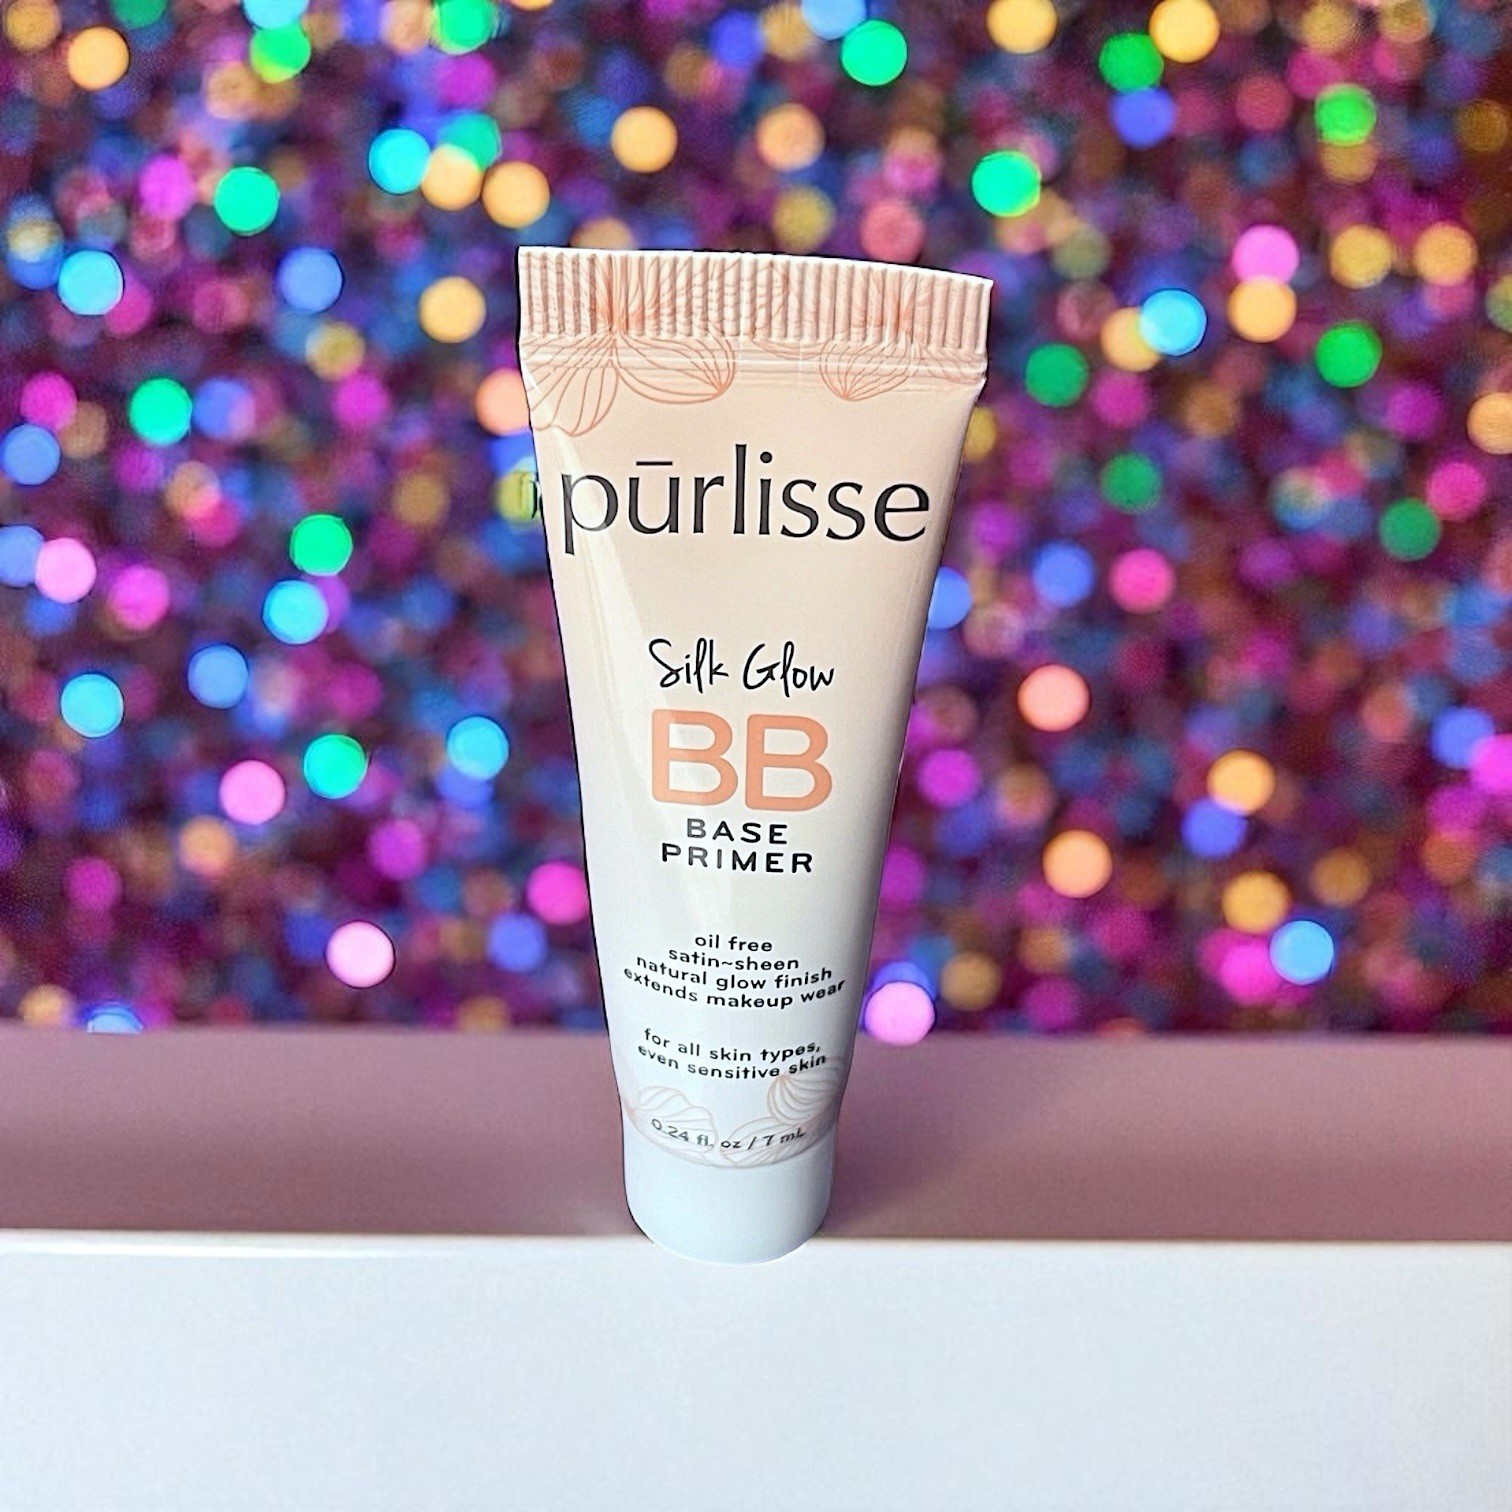 pūrlisse
Silk Glow
BB
BASE
PRIMER
oil free
satin~sheen
natural glow finish
extends makeup wear
for all skin types,
even sensitive skin
0.24 fl. oz / 7 mL